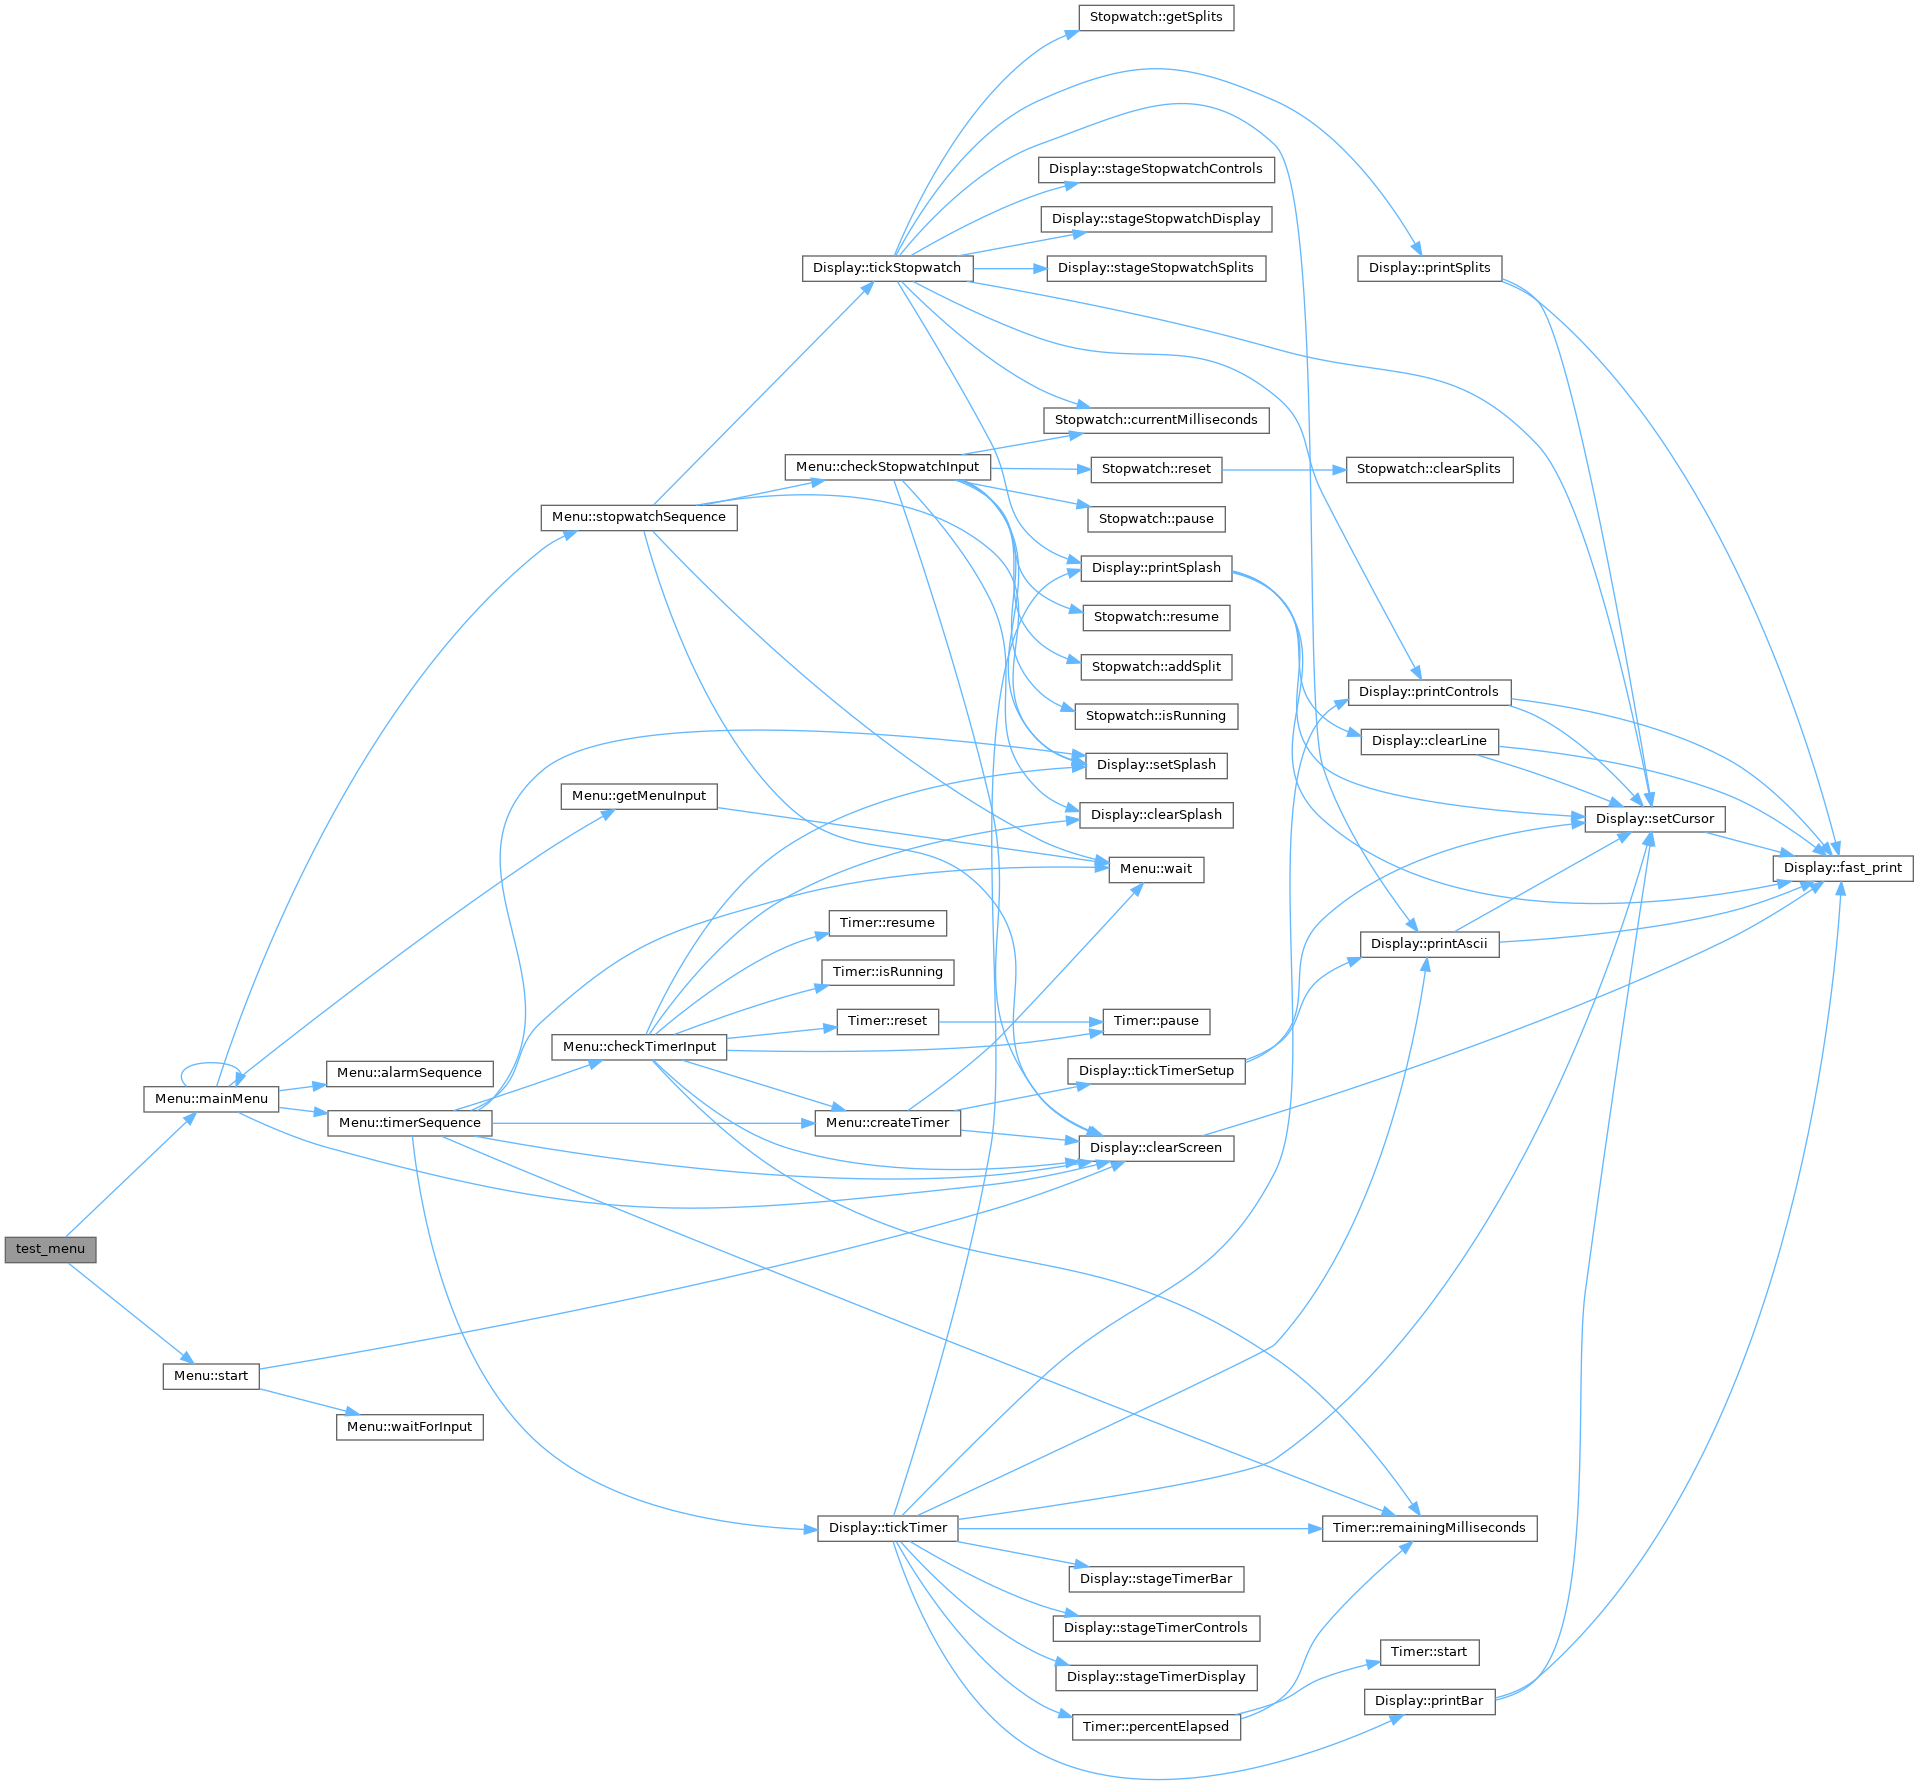 Stopwatch::getSplits
Display::stageStopwatchControls
Display::stageStopwatchDisplay
Display::tickStopwatch
Display::stageStopwatchSplits
Display::printSplits
Stopwatch::currentMilliseconds
Menu::checkStopwatchInput
Stopwatch::reset
Stopwatch::clearSplits
Menu::stopwatchSequence
Stopwatch::pause
Display::printSplash
Stopwatch::resume
Stopwatch::addSplit
Display::printControls
Stopwatch::isRunning
Display::clearLine
Display::setSplash
Menu::getMenuInput
Display::clearSplash
Display::setCursor
Menu::wait
Display::fast_print
Timer::resume
Display::printAscii
Timer::isRunning
Timer::reset
Timer::pause
Menu::checkTimerInput
Menu::alarmSequence
Display::tickTimerSetup
Menu::mainMenu
Menu::timerSequence
Menu::createTimer
Display::clearScreen
test_menu
Menu::start
Menu::waitForInput
Display::tickTimer
Timer::remainingMilliseconds
Display::stageTimerBar
Display::stageTimerControls
Timer::start
Display::stageTimerDisplay
Display::printBar
Timer::percentElapsed